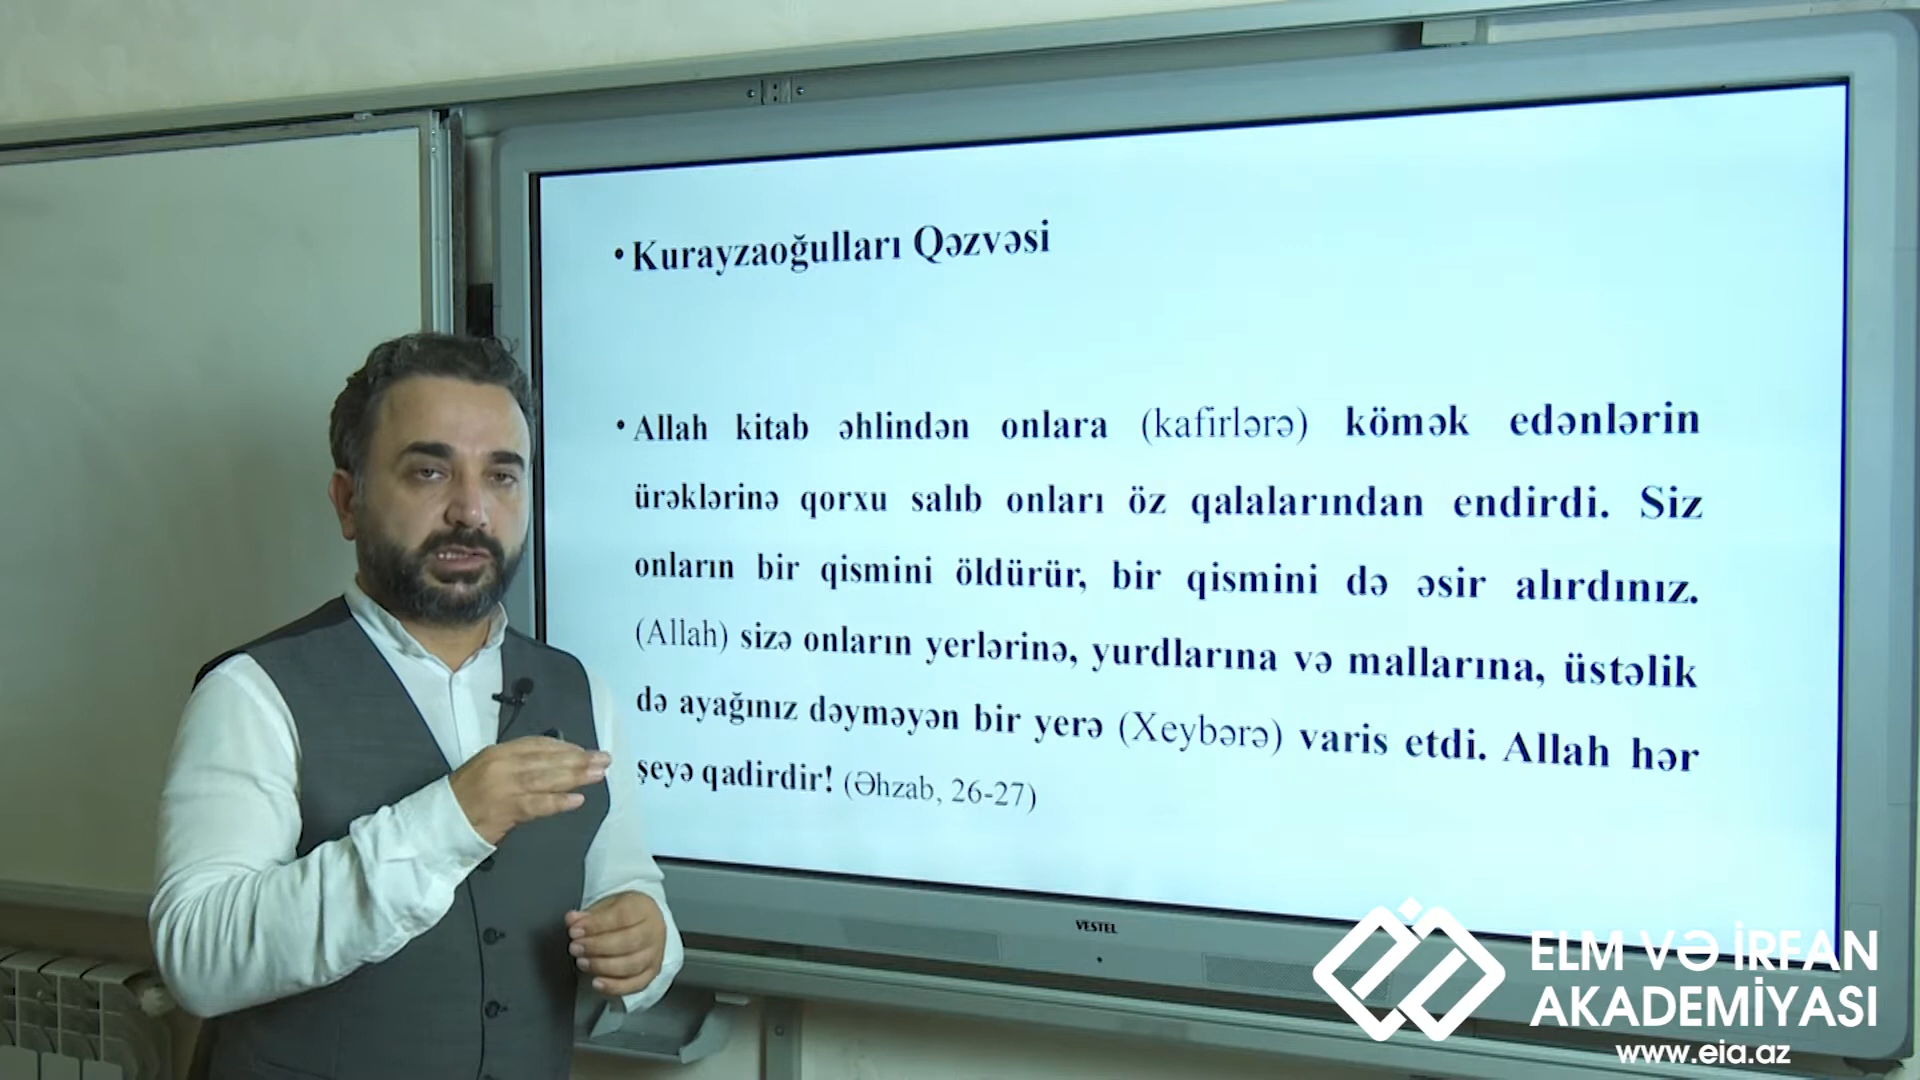 • Kurayzaoğulları Qəzvəsi
• Allah kitab əhlindən onlara (kafirlərə) kömək edənlərin
ürəklərinə qorxu salıb onları öz qalalarından endirdi. Siz
onların bir qismini öldürür, bir qismini də əsir alırdınız.
(Allah) sizə onların yerlərinə, yurdlarına və mallarına, üstəlik
də ayağınız dəyməyən bir yerə (Xeybərə) varis etdi. Allah hər
şeyə qadirdir! (Əhzab, 26-27)
VESTEL
ELM VƏ İRFAN
AKADEMİYASI
www.eia.az